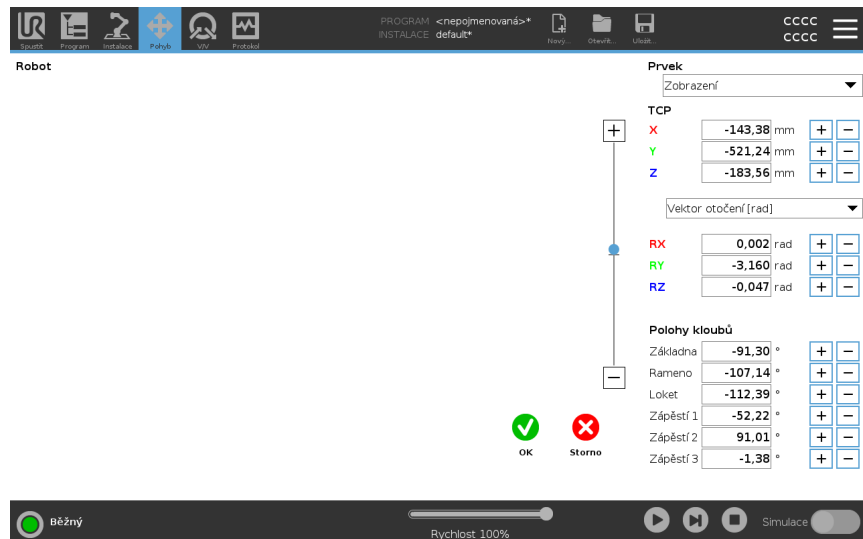 PROGRAM <nepojmenovaná>*
INSTALACE default*
Spustit Program Instalace Pohyb V/V Protokol
Nový... Otevřít... Uložit...
CCCC
CCCC
Robot
Prvek
Zobrazení
TCP
X -143,38 mm + −
Y -521,24 mm + −
Z -183,56 mm + −
Vektor otočení [rad]
RX 0,002 rad + −
RY -3,160 rad + −
RZ -0,047 rad + −
Polohy kloubů
Základna -91,30 ° + −
Rameno -107,14 ° + −
Loket -112,39 ° + −
Zápěstí 1 -52,22 ° + −
Zápěstí 2 91,01 ° + −
Zápěstí 3 -1,38 ° + −
+
−
OK Storno
Běžný
Rychlost 100%
Simulace